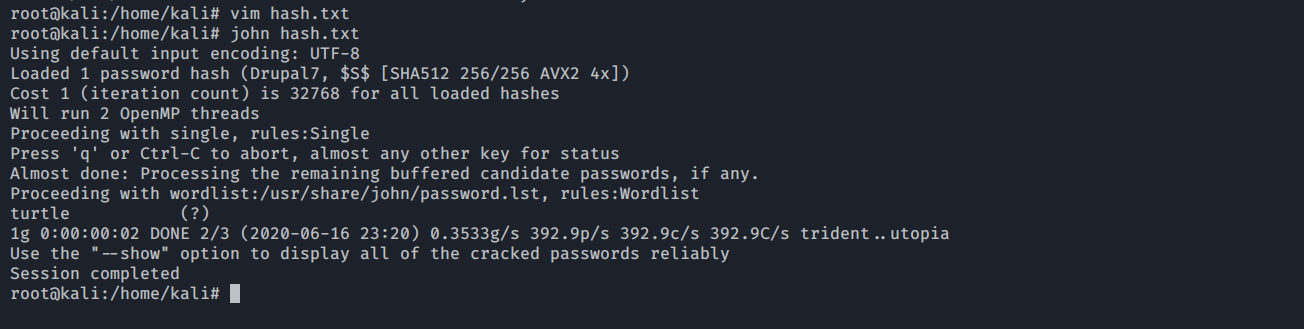 root@kali:/home/kali# vim hash.txt
root@kali:/home/kali# john hash.txt
Using default input encoding: UTF-8
Loaded 1 password hash (Drupal7, $S$ [SHA512 256/256 AVX2 4x])
Cost 1 (iteration count) is 32768 for all loaded hashes
Will run 2 OpenMP threads
Proceeding with single, rules:Single
Press 'q' or Ctrl-C to abort, almost any other key for status
Almost done: Processing the remaining buffered candidate passwords, if any.
Proceeding with wordlist:/usr/share/john/password.lst, rules:Wordlist
turtle           (?)
1g 0:00:00:02 DONE 2/3 (2020-06-16 23:20) 0.3533g/s 392.9p/s 392.9c/s 392.9C/s trident..utopia
Use the "--show" option to display all of the cracked passwords reliably
Session completed
root@kali:/home/kali#